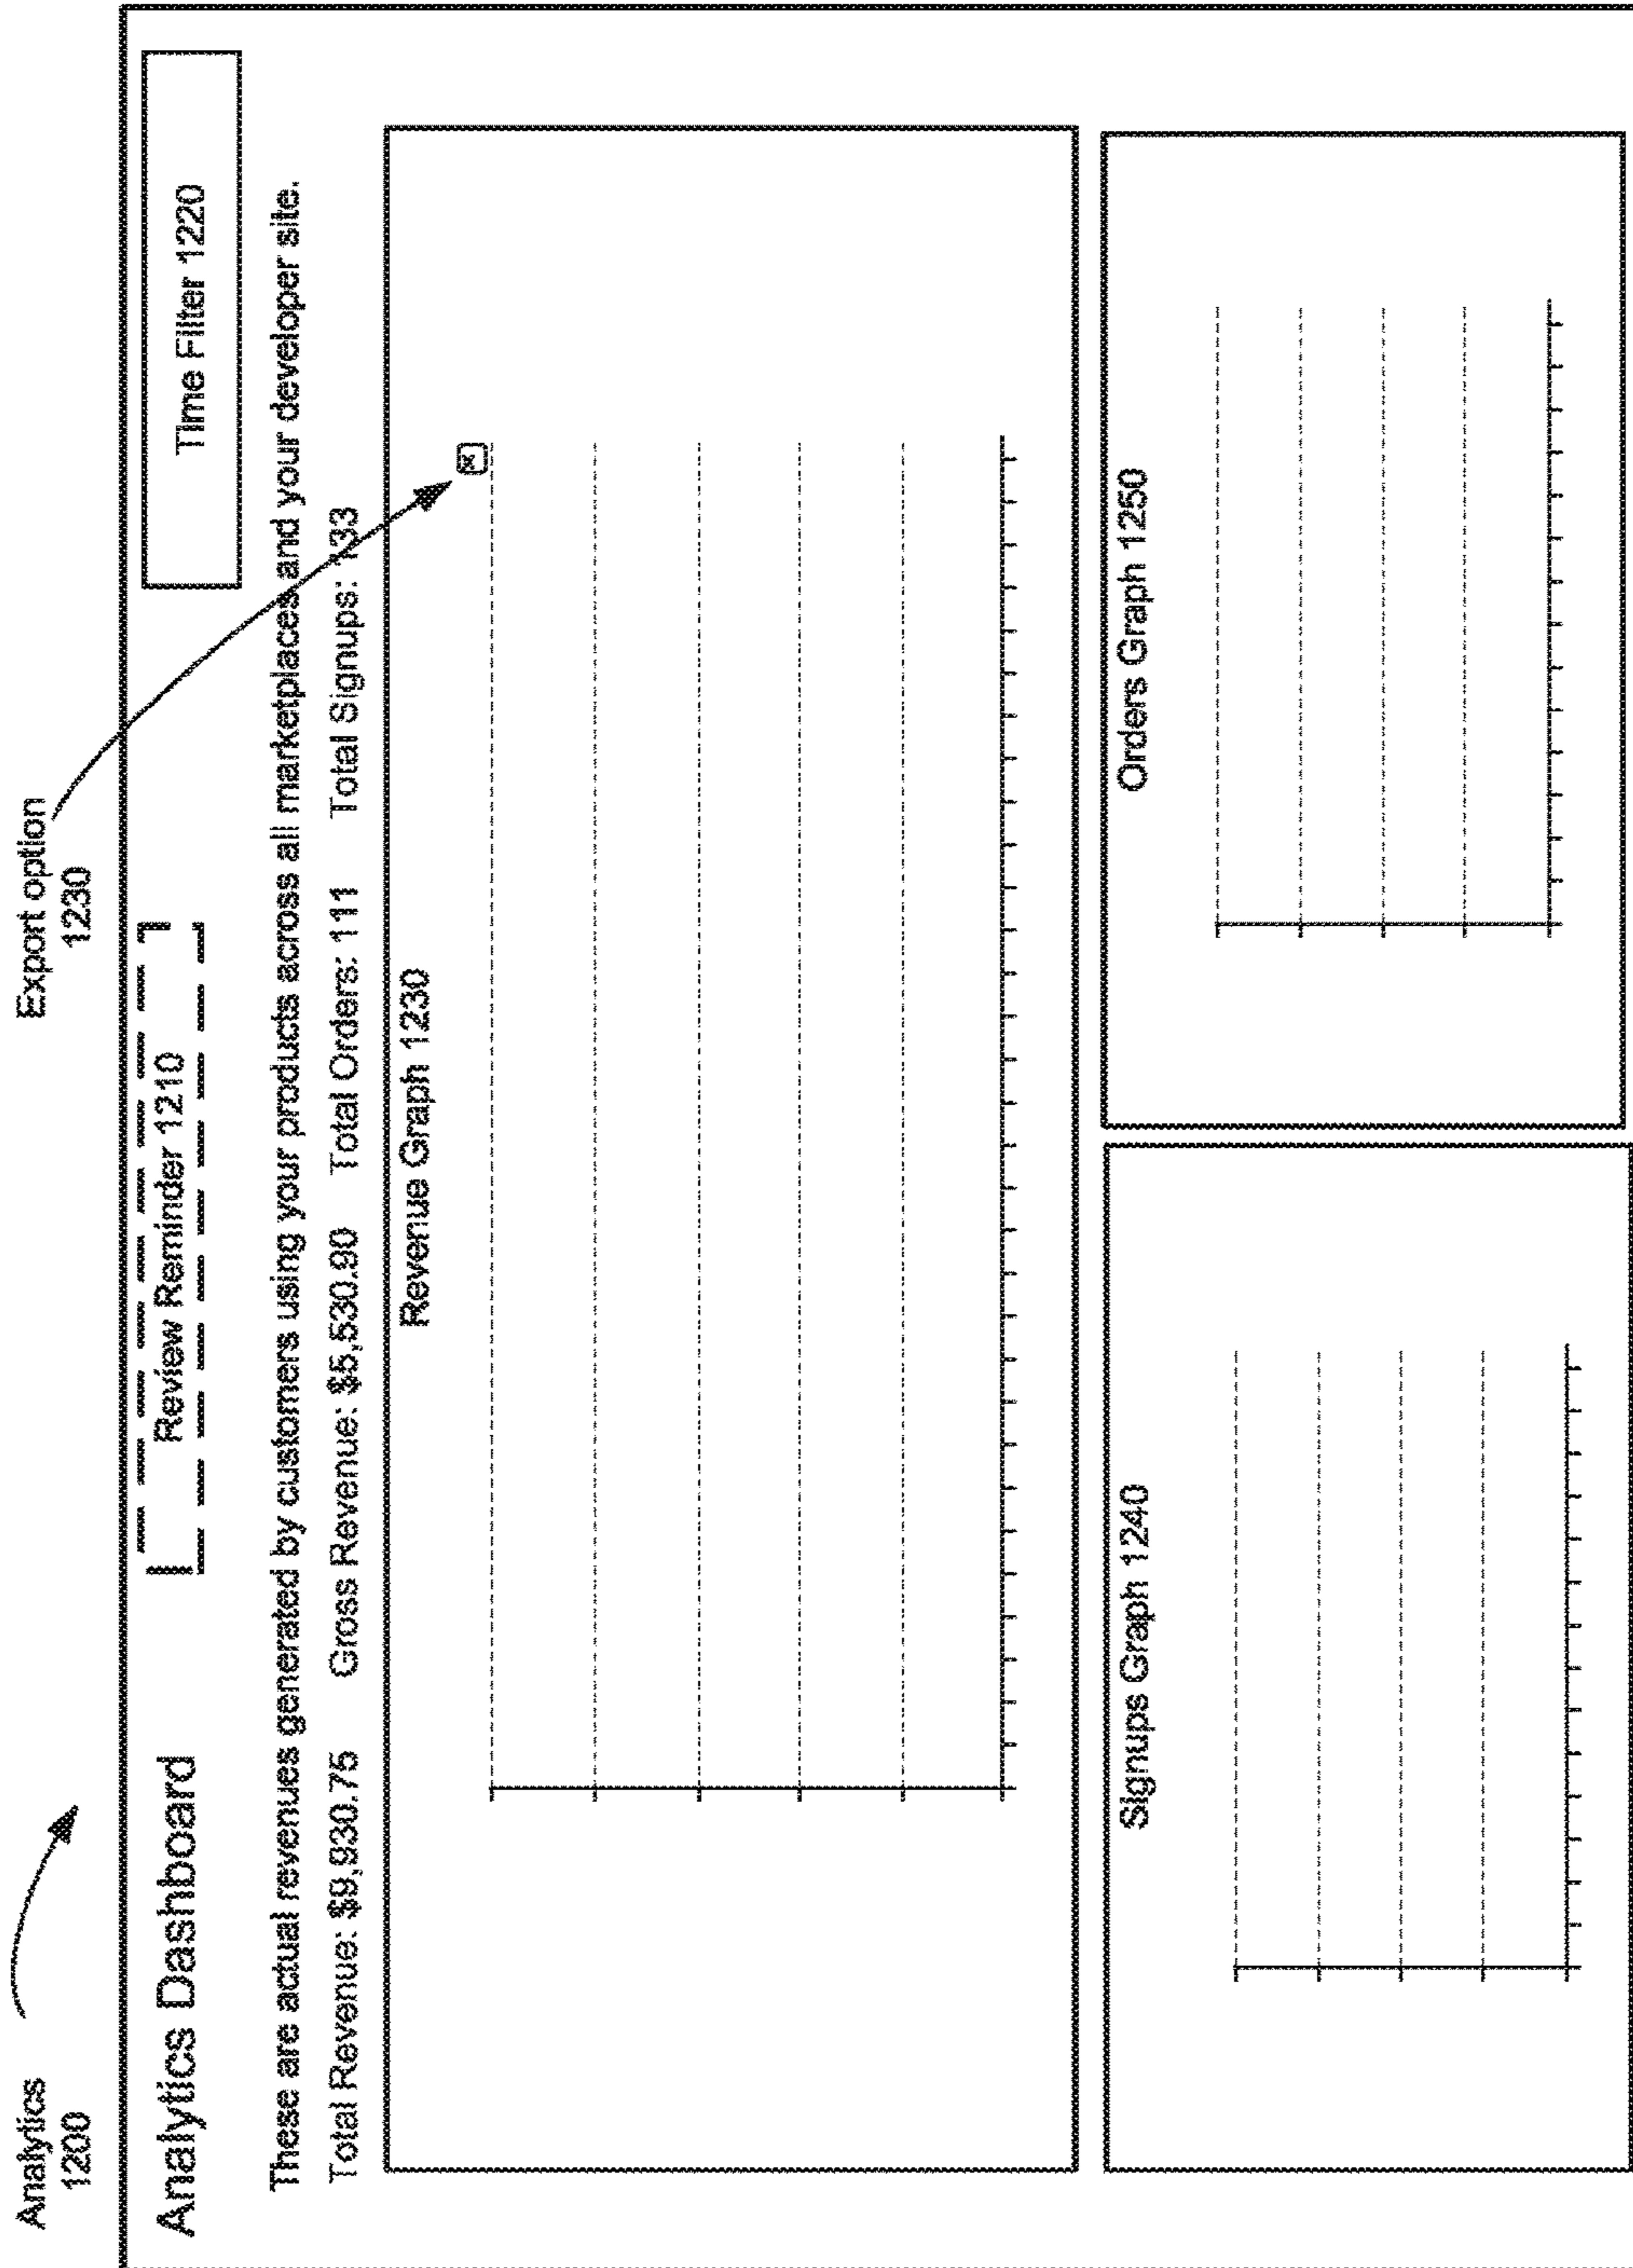 Analytics
1200
Export option
1230
Analytics Dashboard
Review Reminder 1210
Time Filter 1220
These are actual revenues generated by customers using your products across all marketplaces and your developer site.
Total Revenue: $9,930.75 Gross Revenue: $5,530.90 Total Orders: 111 Total Signups: 133
Revenue Graph 1230
Signups Graph 1240
Orders Graph 1250